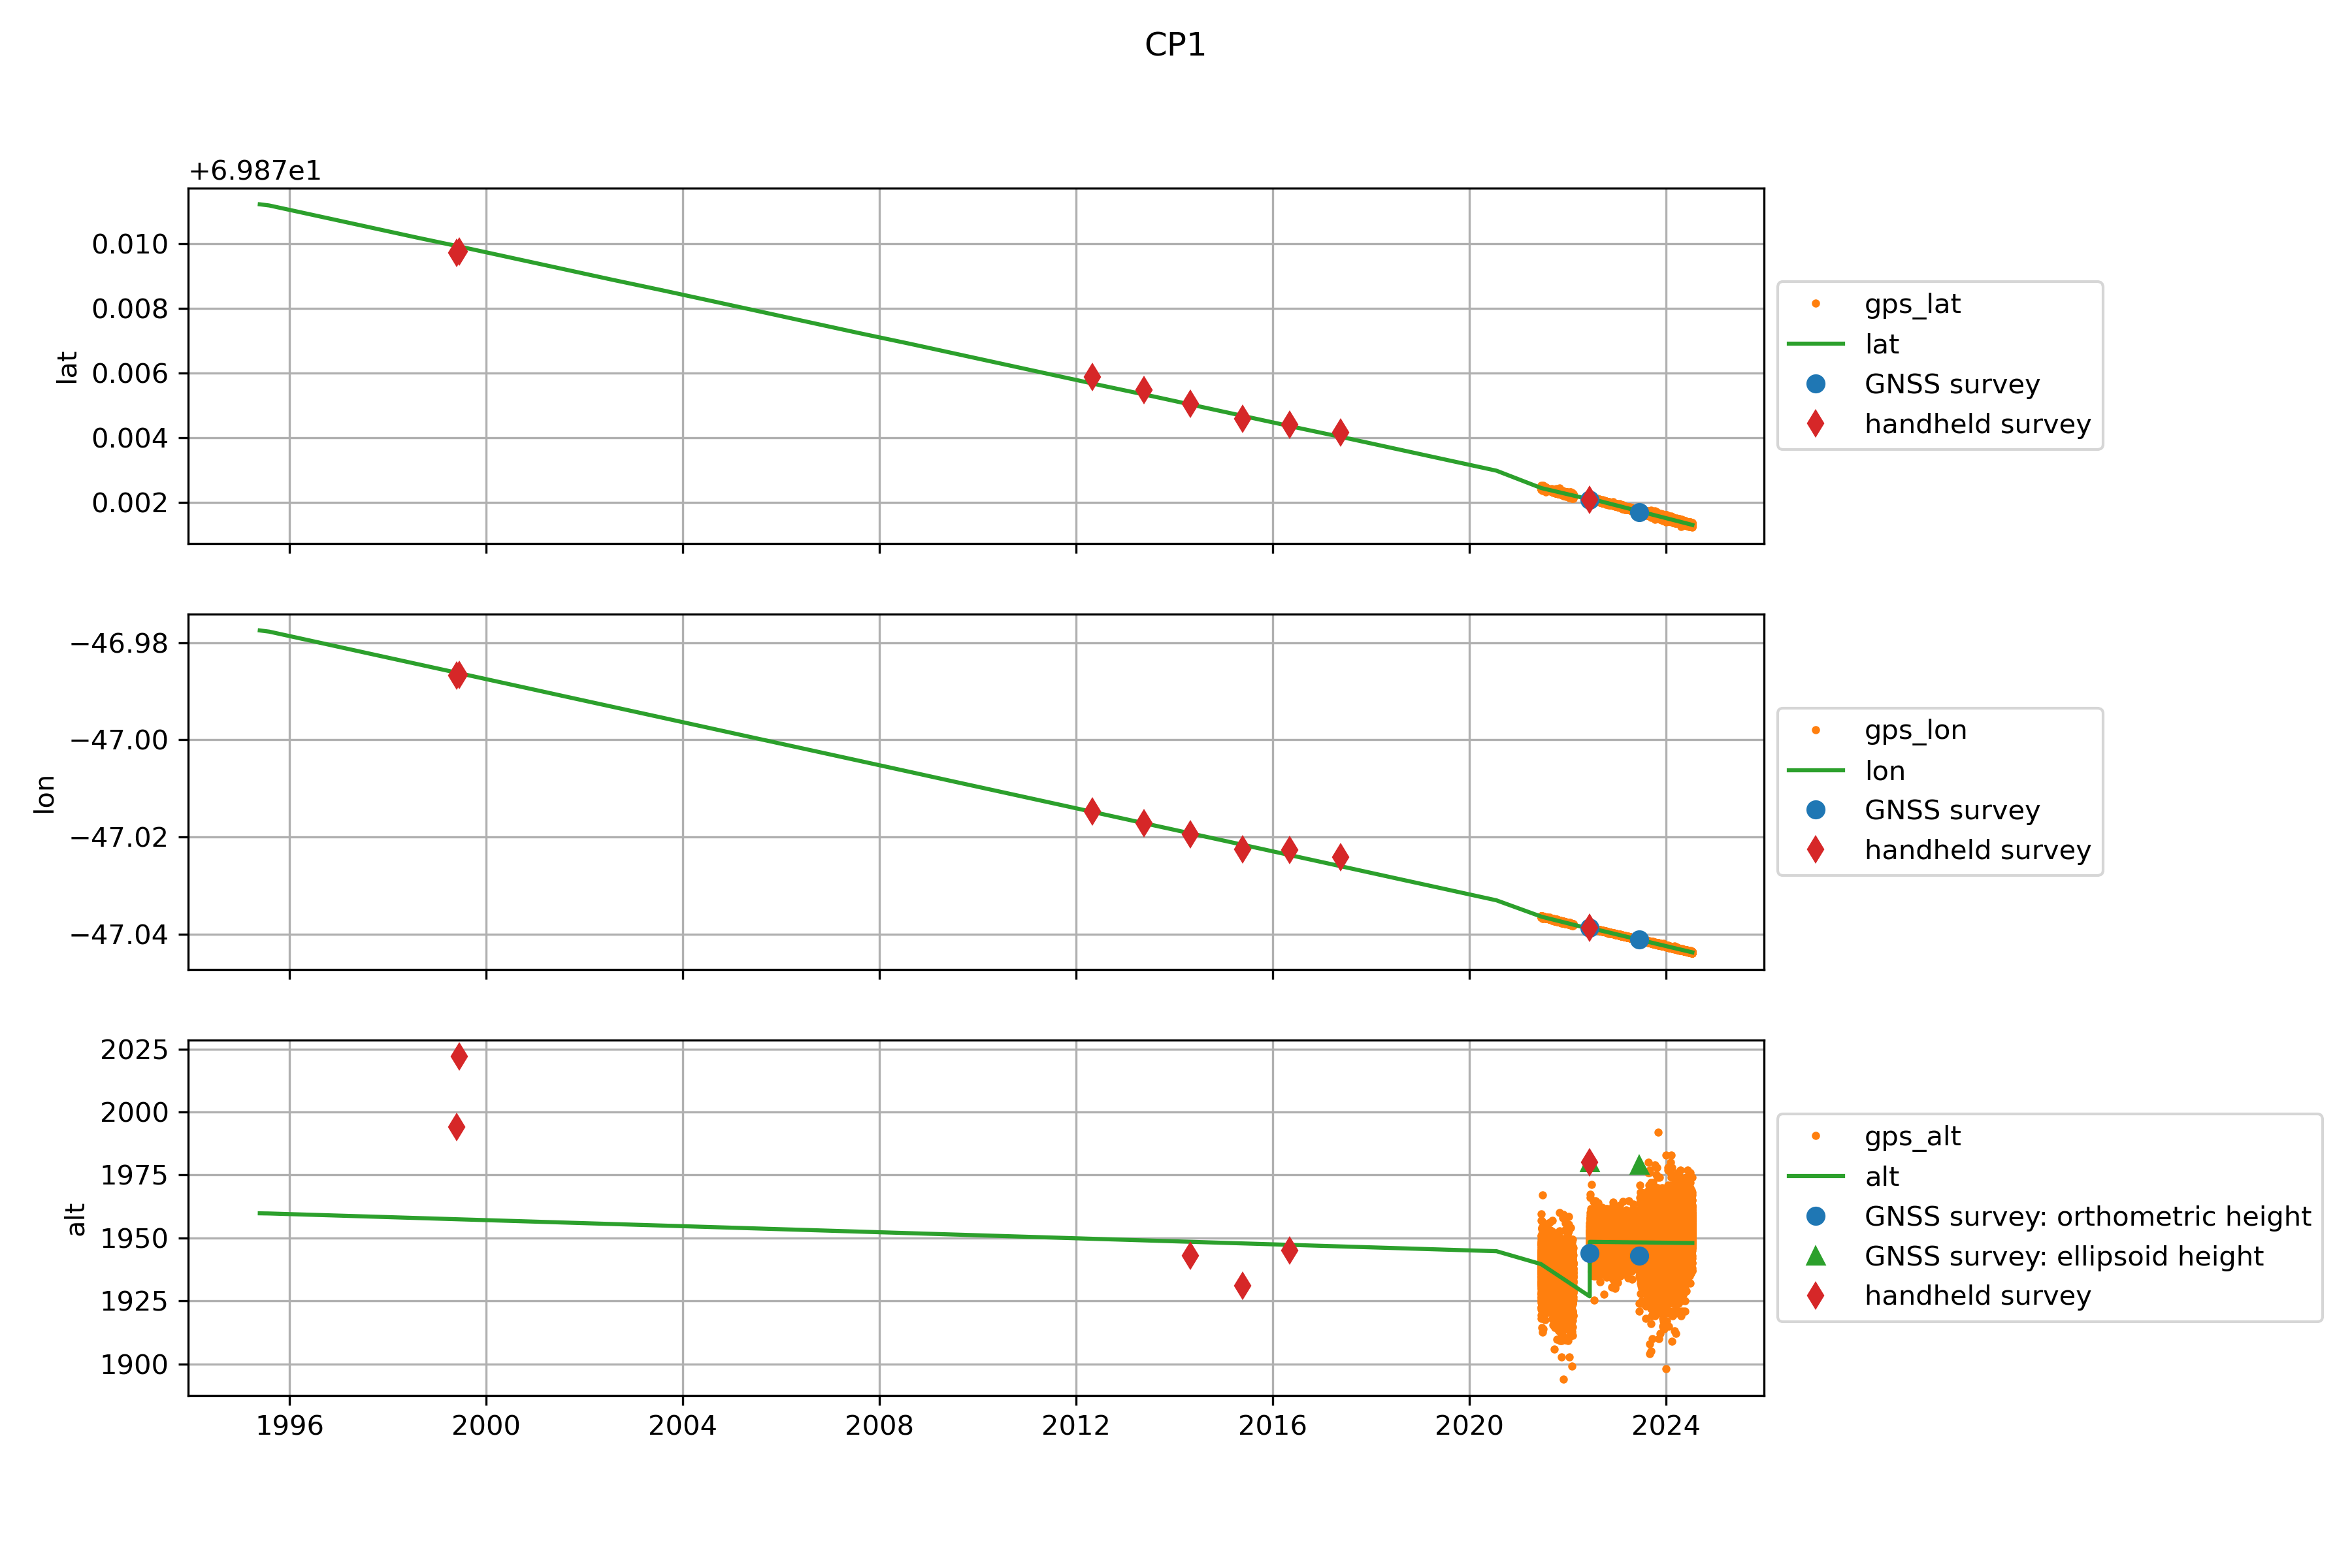 CP1
+6.987e1
0.010
0.008
0.006
0.004
0.002
lat
gps_lat
lat
GNSS survey
handheld survey
−46.98
−47.00
−47.02
−47.04
lon
gps_lon
lon
GNSS survey
handheld survey
2025
2000
1975
1950
1925
1900
alt
gps_alt
alt
GNSS survey: orthometric height
GNSS survey: ellipsoid height
handheld survey
1996 2000 2004 2008 2012 2016 2020 2024